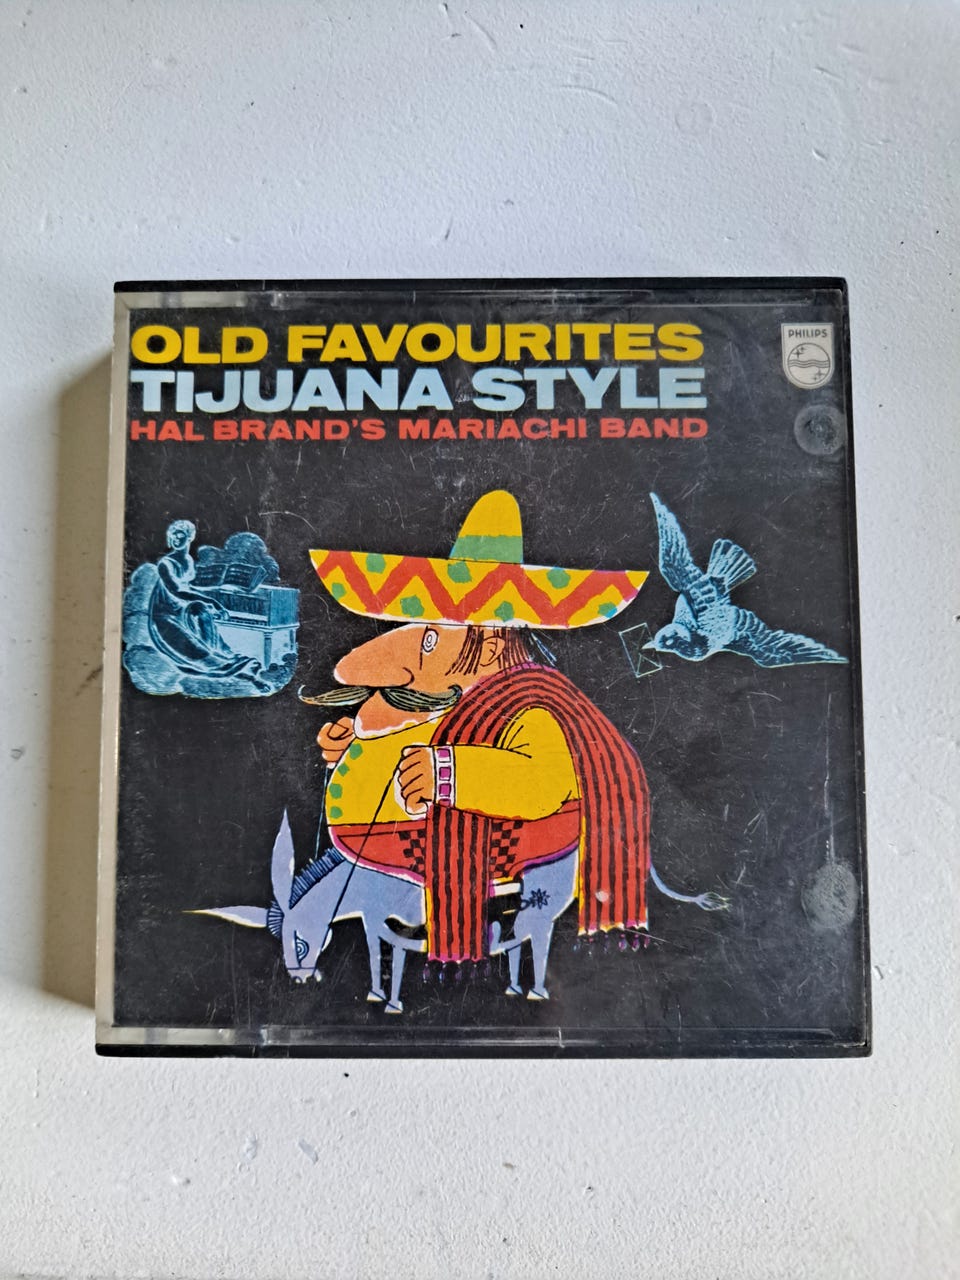 OLD FAVOURITES
TIJUANA STYLE
HAL BRAND'S MARIACHI BAND
PHILIPS